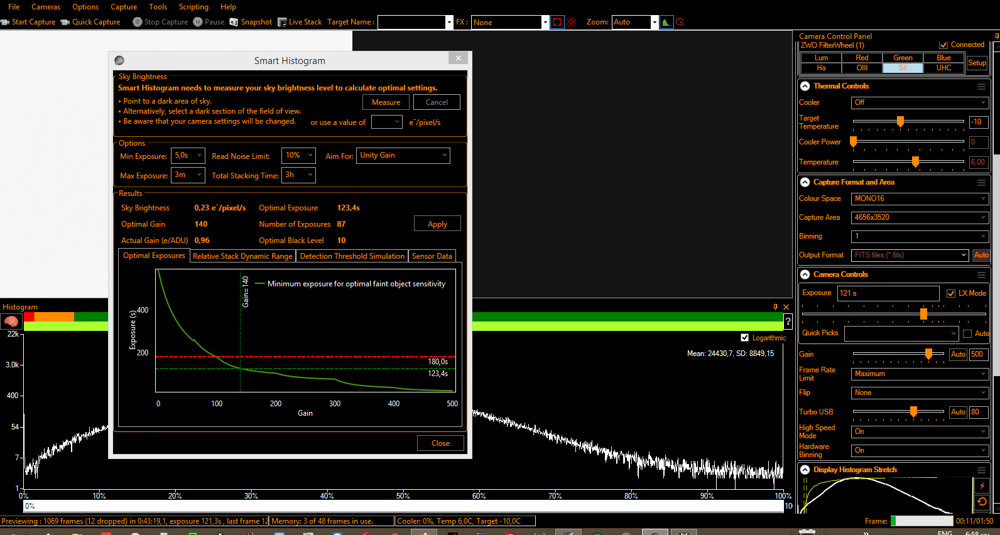 File Cameras Options Capture Tools Scripting Help
Start Capture Quick Capture Stop Capture Pause Snapshot Live Stack Target Name : FX : None Zoom: Auto
Smart Histogram
Sky Brightness
Smart Histogram needs to measure your sky brightness level to calculate optimal settings.
• Point to a dark area of sky.
• Alternatively, select a dark section of the field of view.
• Be aware that your camera settings will be changed.
Measure Cancel
or use a value of e⁻/pixel/s
Options
Min Exposure: 5,0s Read Noise Limit: 10% Aim For: Unity Gain
Max Exposure: 3m Total Stacking Time: 3h
Results
Sky Brightness 0,23 e⁻/pixel/s Optimal Exposure 123,4s
Optimal Gain 140 Number of Exposures 87 Apply
Actual Gain (e/ADU) 0,96 Optimal Black Level 10
Optimal Exposures Relative Stack Dynamic Range Detection Threshold Simulation Sensor Data
Minimum exposure for optimal faint object sensitivity
Gain=140
Exposure (s)
400
200
180,0s
123,4s
0 100 200 300 400 500
Gain
Close
Histogram
?
Logarithmic
Mean: 24430,7, SD: 8849,15
22k
3,0k
400
54
7
1
0% 10% 20% 30% 40% 50% 60% 70% 80% 90% 100%
0% 10
Previewing : 1069 frames (12 dropped) in 0:43:19,1, exposure 121,3s , last frame 12 Memory: 3 of 48 frames in use. Cooler: 0%, Temp 6,0C, Target -10,0C
Camera Control Panel
ZWO FilterWheel (1) Connected
Lum Red Green Blue
Ha OIII SII UHC
Setup
Thermal Controls
Cooler Off
Target Temperature -10
Cooler Power 0
Temperature 6,00
Capture Format and Area
Colour Space MONO16
Capture Area 4656x3520
Binning 1
Output Format FITS files (*.fits) Auto
Camera Controls
Exposure 121 s LX Mode
Quick Picks Auto
Gain Auto 500
Frame Rate Limit Maximum
Flip None
Turbo USB Auto 80
High Speed Mode On
Hardware Binning On
Display Histogram Stretch
Frame: 00:11/01:50